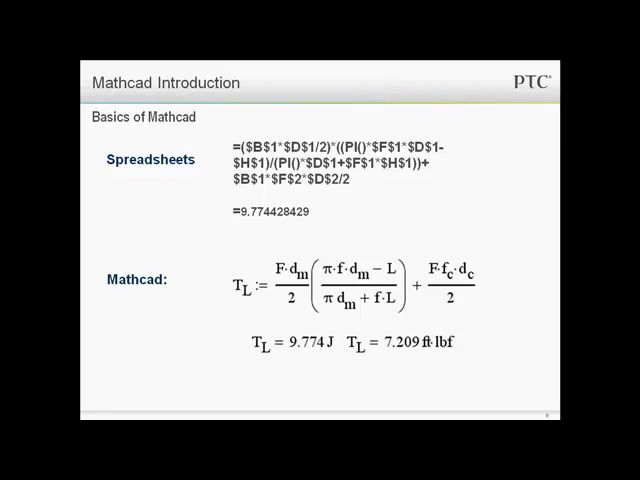 Mathcad Introduction
PTC®
Basics of Mathcad
Spreadsheets
=($B$1*$D$1/2)*((PI()*$F$1*$D$1-
$H$1)/(PI()*$D$1+$F$1*$H$1))+
$B$1*$F$2*$D$2/2
=9.774428429
Mathcad:
T_L := F·d_m/2 (π·f·d_m − L / π d_m + f·L) + F·f_c·d_c/2
T_L = 9.774 J T_L = 7.209 ft·lbf